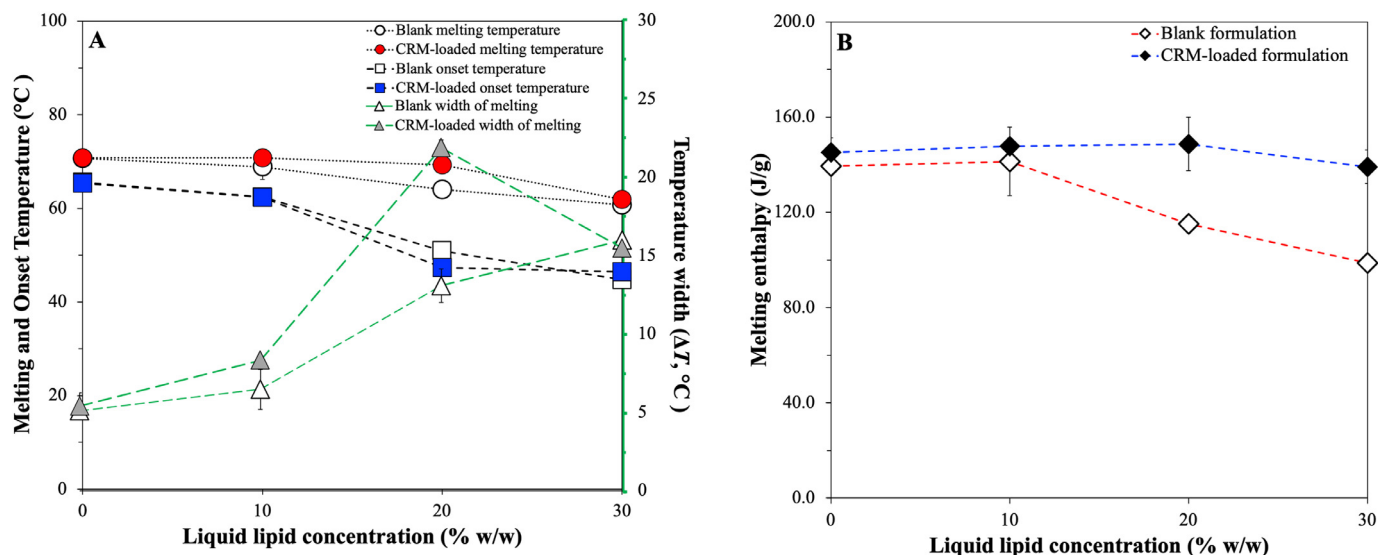 A
Blank melting temperature
CRM-loaded melting temperature
Blank onset temperature
CRM-loaded onset temperature
Blank width of melting
CRM-loaded width of melting
Melting and Onset Temperature (°C )
100
80
60
40
20
0
30
25
20
15
10
5
0
Temperature width (ΔT, °C )
0
10
20
30
Liquid lipid concentration (% w/w)
B
Blank formulation
CRM-loaded formulation
Melting enthalpy (J/g)
200.0
160.0
120.0
80.0
40.0
0.0
0
10
20
30
Liquid lipid concentration (% w/w)